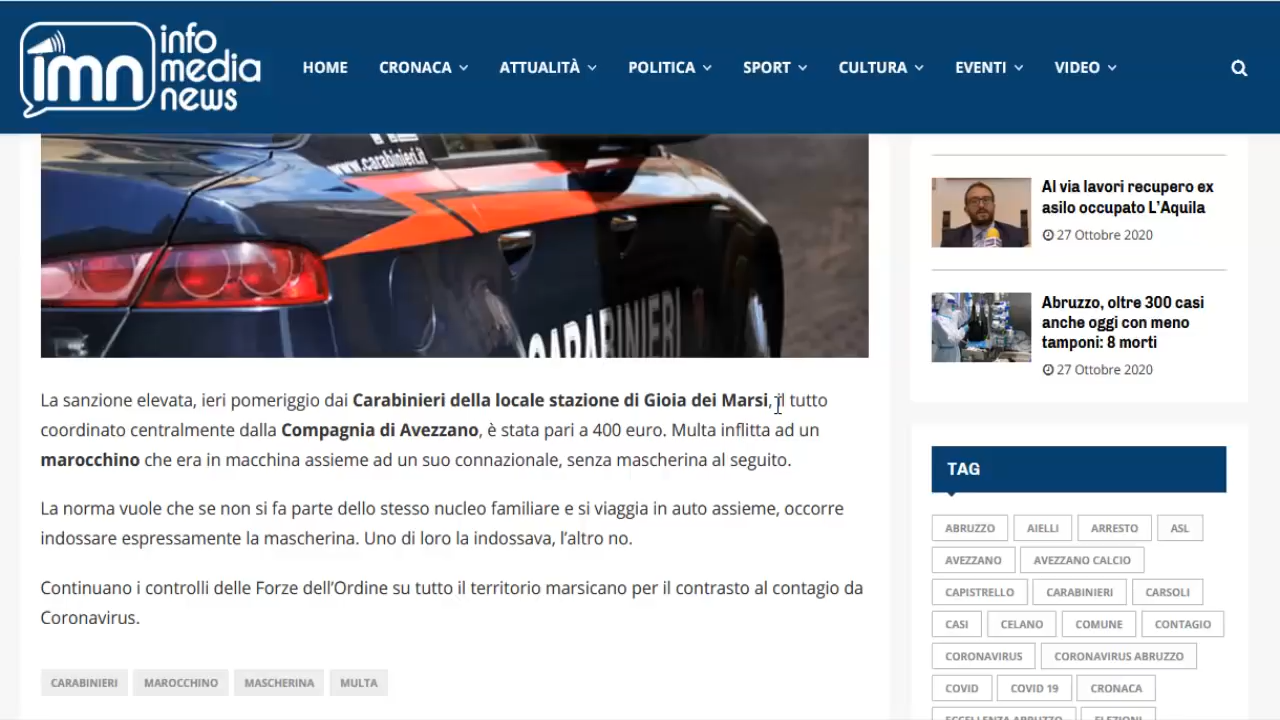 imn
info
media
news
HOME CRONACA ATTUALITÀ POLITICA SPORT CULTURA EVENTI VIDEO
www.carabinieri.it
CARABINIERI
La sanzione elevata, ieri pomeriggio dai Carabinieri della locale stazione di Gioia dei Marsi, il tutto
coordinato centralmente dalla Compagnia di Avezzano, è stata pari a 400 euro. Multa inflitta ad un
marocchino che era in macchina assieme ad un suo connazionale, senza mascherina al seguito.
La norma vuole che se non si fa parte dello stesso nucleo familiare e si viaggia in auto assieme, occorre
indossare espressamente la mascherina. Uno di loro la indossava, l'altro no.
Continuano i controlli delle Forze dell'Ordine su tutto il territorio marsicano per il contrasto al contagio da
Coronavirus.
CARABINIERI MAROCCHINO MASCHERINA MULTA
Al via lavori recupero ex
asilo occupato L'Aquila
27 Ottobre 2020
Abruzzo, oltre 300 casi
anche oggi con meno
tamponi: 8 morti
27 Ottobre 2020
TAG
ABRUZZO AIELLI ARRESTO ASL
AVEZZANO AVEZZANO CALCIO
CAPISTRELLO CARABINIERI CARSOLI
CASI CELANO COMUNE CONTAGIO
CORONAVIRUS CORONAVIRUS ABRUZZO
COVID COVID 19 CRONACA
ECCELLENZA ABRUZZO ELEZIONI